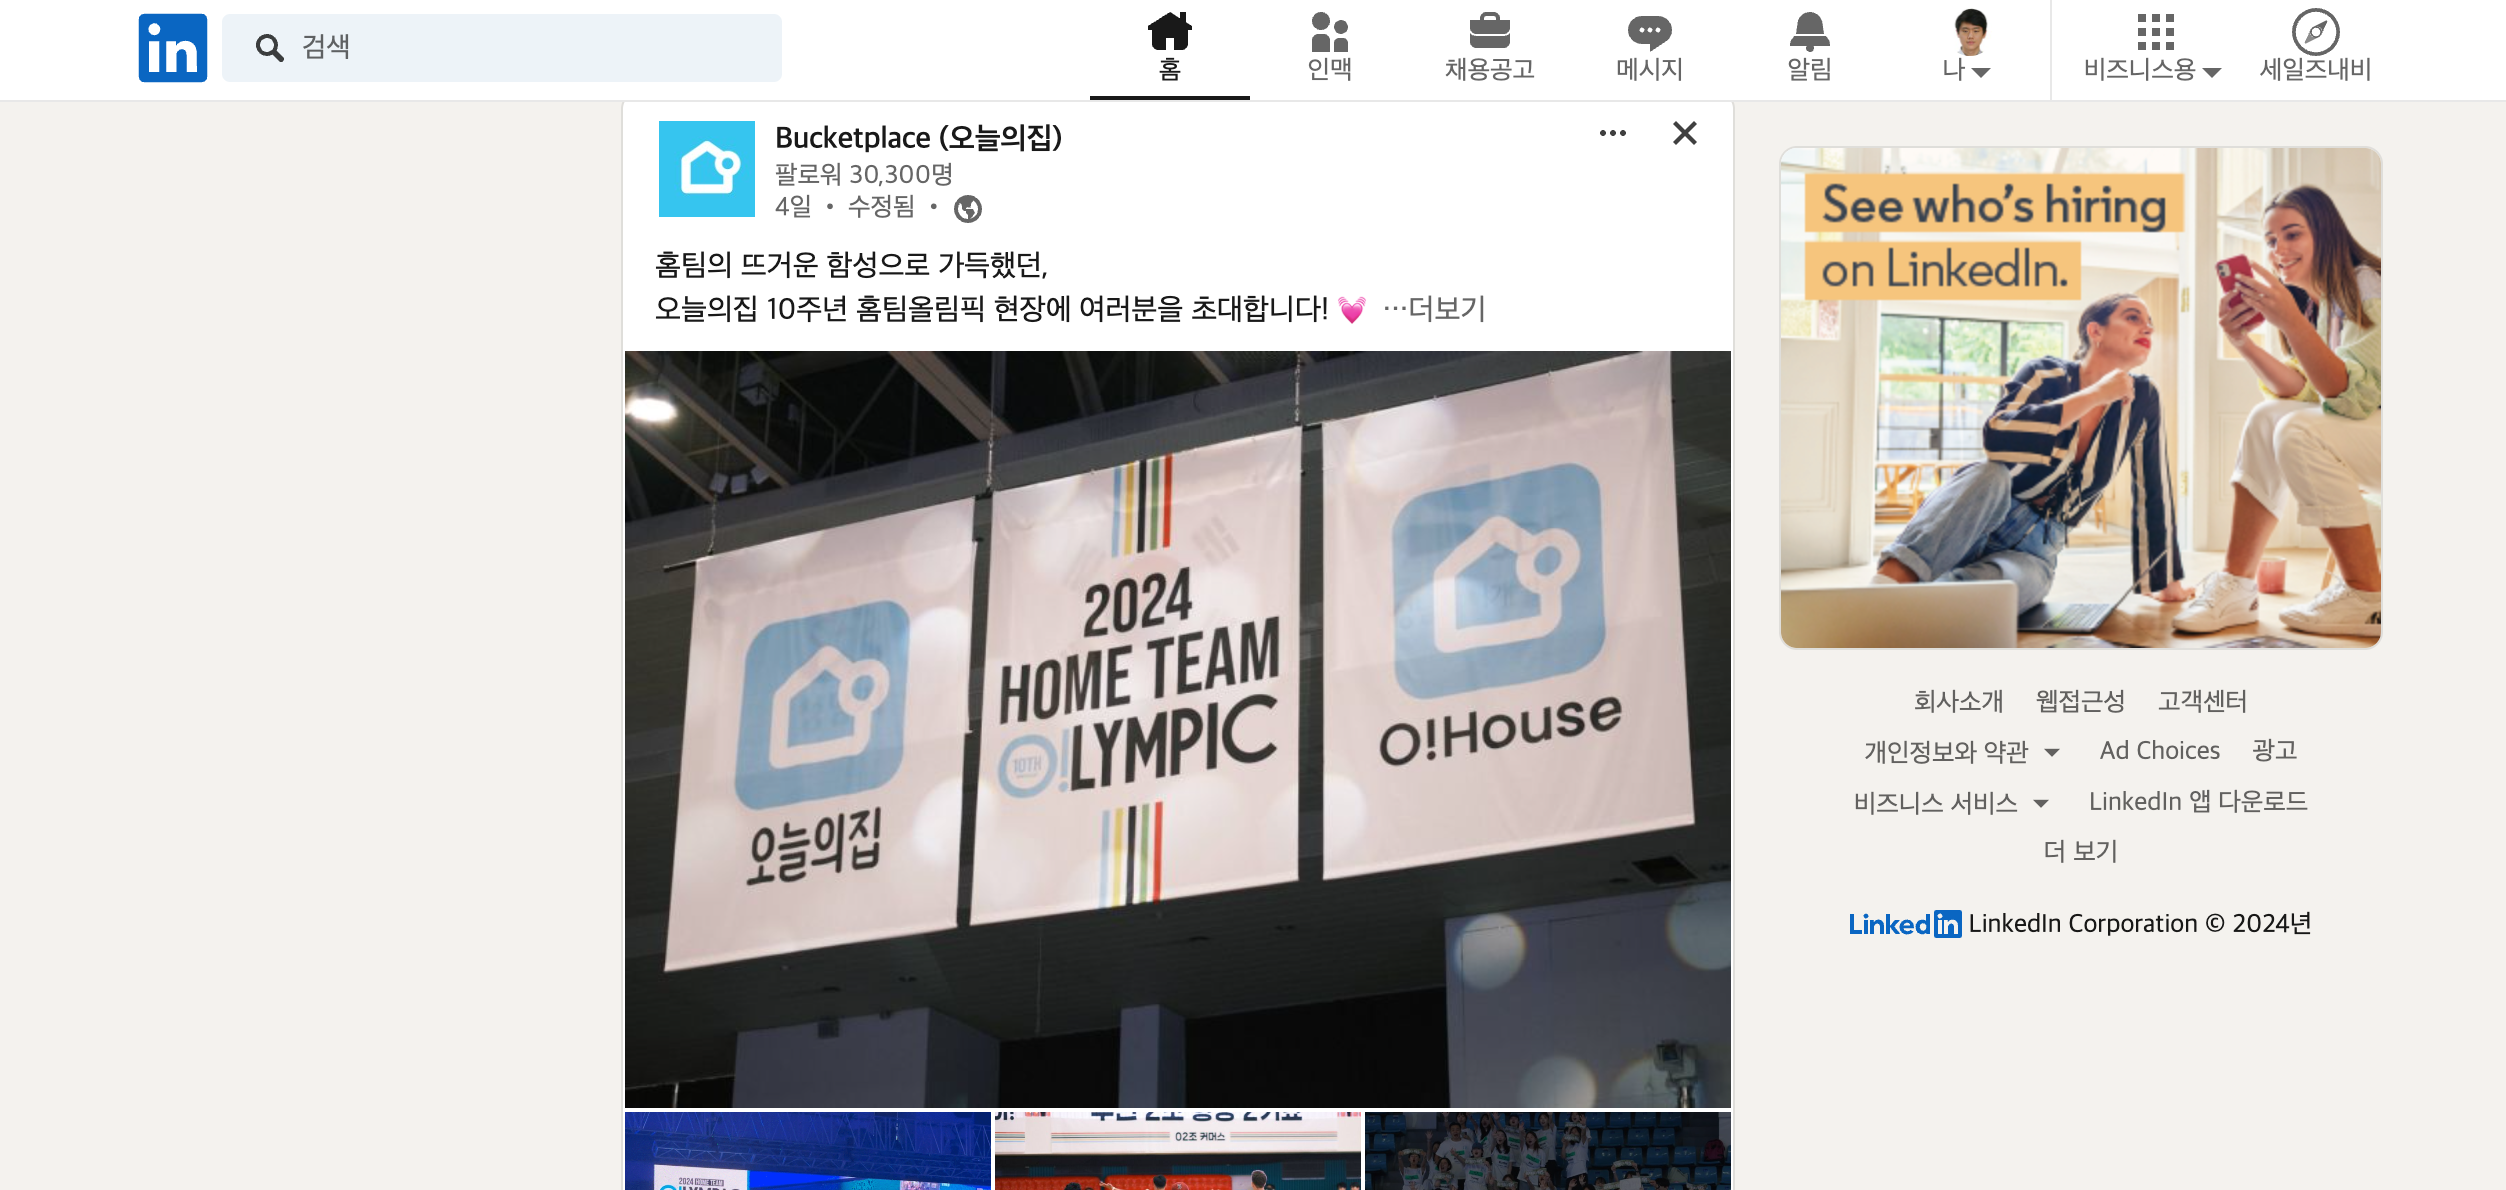 in
검색
홈
인맥
채용공고
메시지
알림
나
비즈니스용
세일즈내비
Bucketplace (오늘의집)
팔로워 30,300명
4일 • 수정됨 •
홈팀의 뜨거운 함성으로 가득했던,
오늘의집 10주년 홈팀올림픽 현장에 여러분을 초대합니다! 💓 …더보기
오늘의집
2024
HOME TEAM
O!LYMPIC
10TH
O!House
02조 커머스
2024 HOME TEAM
O!LYMPIC
See who's hiring
on LinkedIn.
회사소개 웹접근성 고객센터
개인정보와 약관 Ad Choices 광고
비즈니스 서비스 LinkedIn 앱 다운로드
더 보기
Linkedin LinkedIn Corporation © 2024년